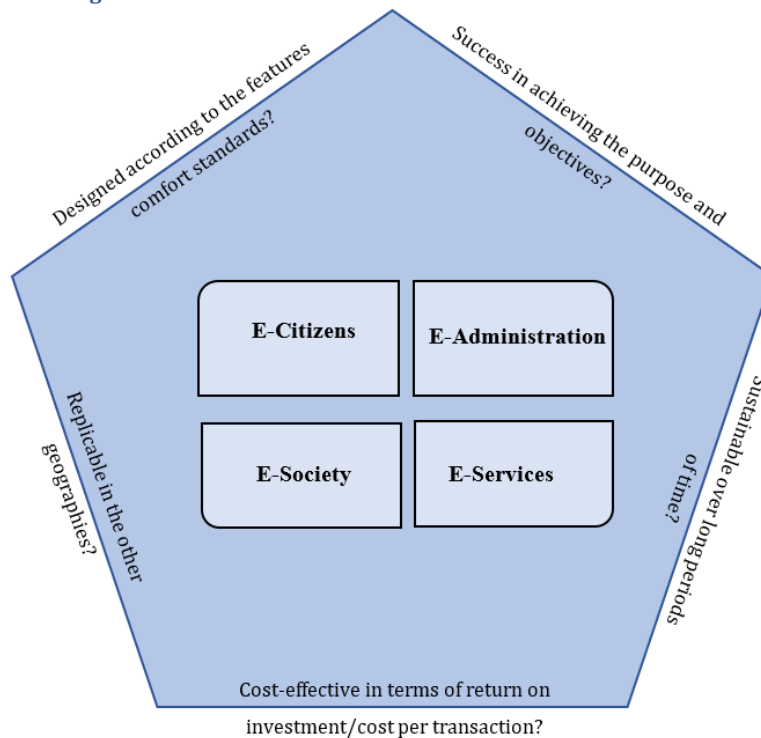 Designed according to the features
comfort standards?
Success in achieving the purpose and
objectives?
E-Citizens
E-Administration
E-Society
E-Services
Replicable in the other
geographies?
Sustainable over long periods
of time?
Cost-effective in terms of return on
investment/cost per transaction?